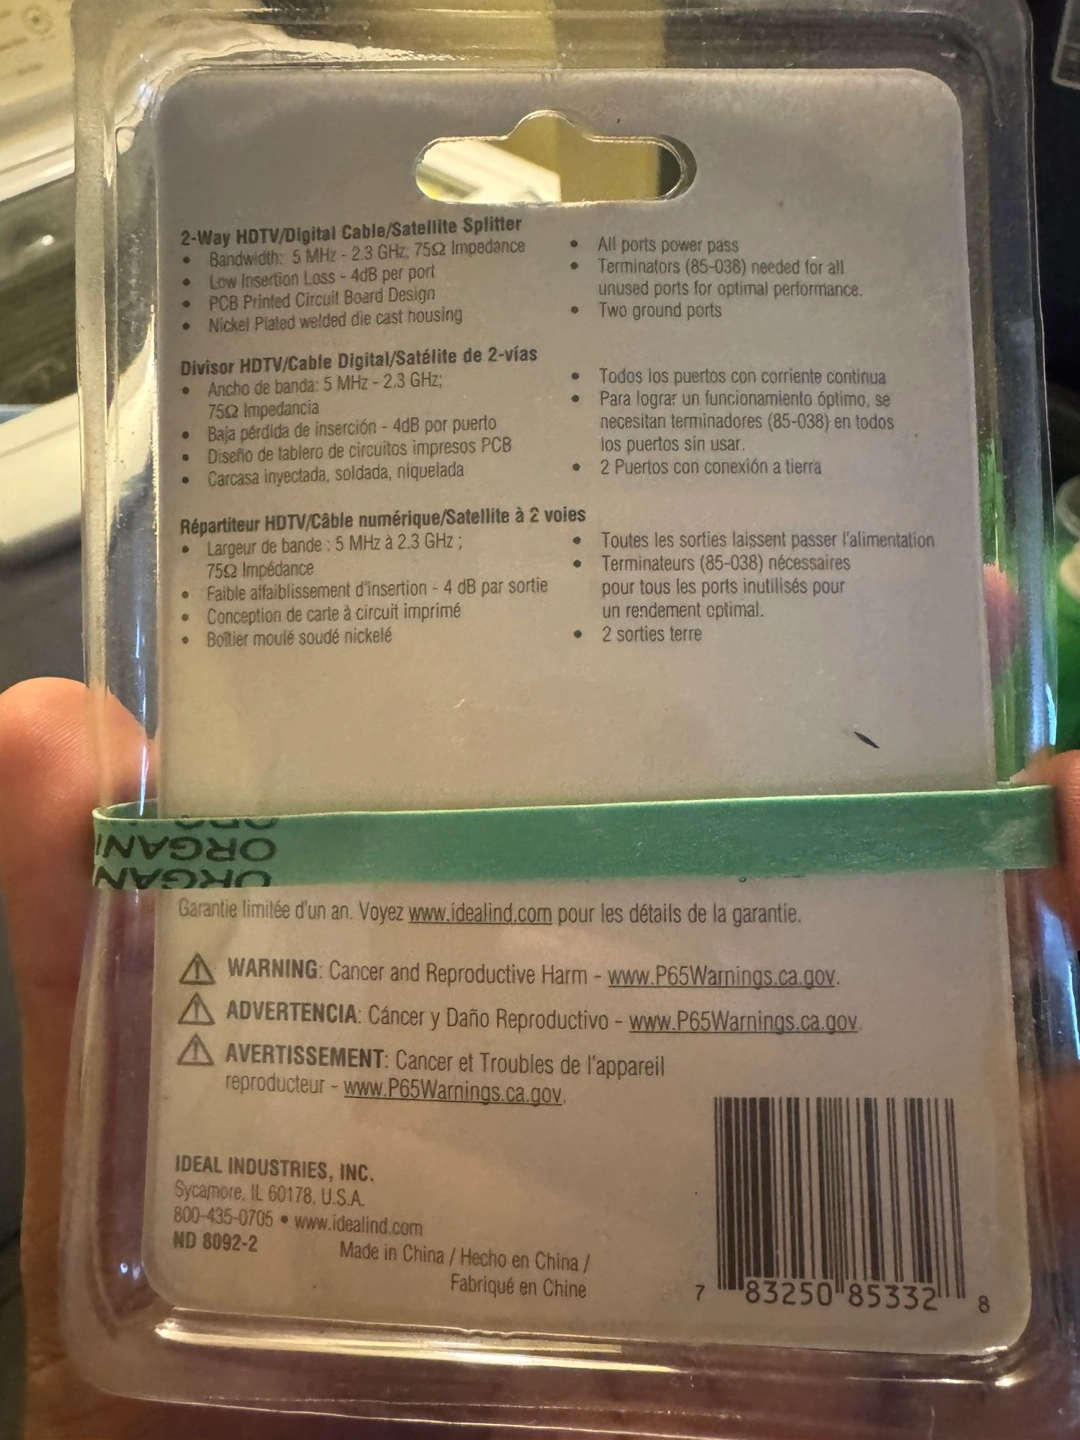 2-Way HDTV/Digital Cable/Satellite Splitter
• Bandwidth: 5 MHz - 2.3 GHz; 75Ω Impedance
• Low Insertion Loss - 4dB per port
• PCB Printed Circuit Board Design
• Nickel Plated welded die cast housing
• All ports power pass
• Terminators (85-038) needed for all
unused ports for optimal performance.
• Two ground ports
Divisor HDTV/Cable Digital/Satélite de 2-vías
• Ancho de banda: 5 MHz - 2.3 GHz;
75Ω Impedancia
• Baja pérdida de inserción - 4dB por puerto
• Diseño de tablero de circuitos impresos PCB
• Carcasa inyectada, soldada, niquelada
• Todos los puertos con corriente continua
• Para lograr un funcionamiento óptimo, se
necesitan terminadores (85-038) en todos
los puertos sin usar.
• 2 Puertos con conexión a tierra
Répartiteur HDTV/Câble numérique/Satellite à 2 voies
• Largeur de bande : 5 MHz à 2.3 GHz ;
75Ω Impédance
• Faible affaiblissement d'insertion - 4 dB par sortie
• Conception de carte à circuit imprimé
• Boîtier moulé soudé nickelé
• Toutes les sorties laissent passer l'alimentation
• Terminateurs (85-038) nécessaires
pour tous les ports inutilisés pour
un rendement optimal.
• 2 sorties terre
Garantie limitée d'un an. Voyez www.idealind.com pour les détails de la garantie.
WARNING: Cancer and Reproductive Harm - www.P65Warnings.ca.gov.
ADVERTENCIA: Cáncer y Daño Reproductivo - www.P65Warnings.ca.gov.
AVERTISSEMENT: Cancer et Troubles de l'appareil
reproducteur - www.P65Warnings.ca.gov.
IDEAL INDUSTRIES, INC.
Sycamore, IL 60178, U.S.A.
800-435-0705 • www.idealind.com
ND 8092-2
Made in China / Hecho en China /
Fabriqué en Chine
7 83250 85332 8